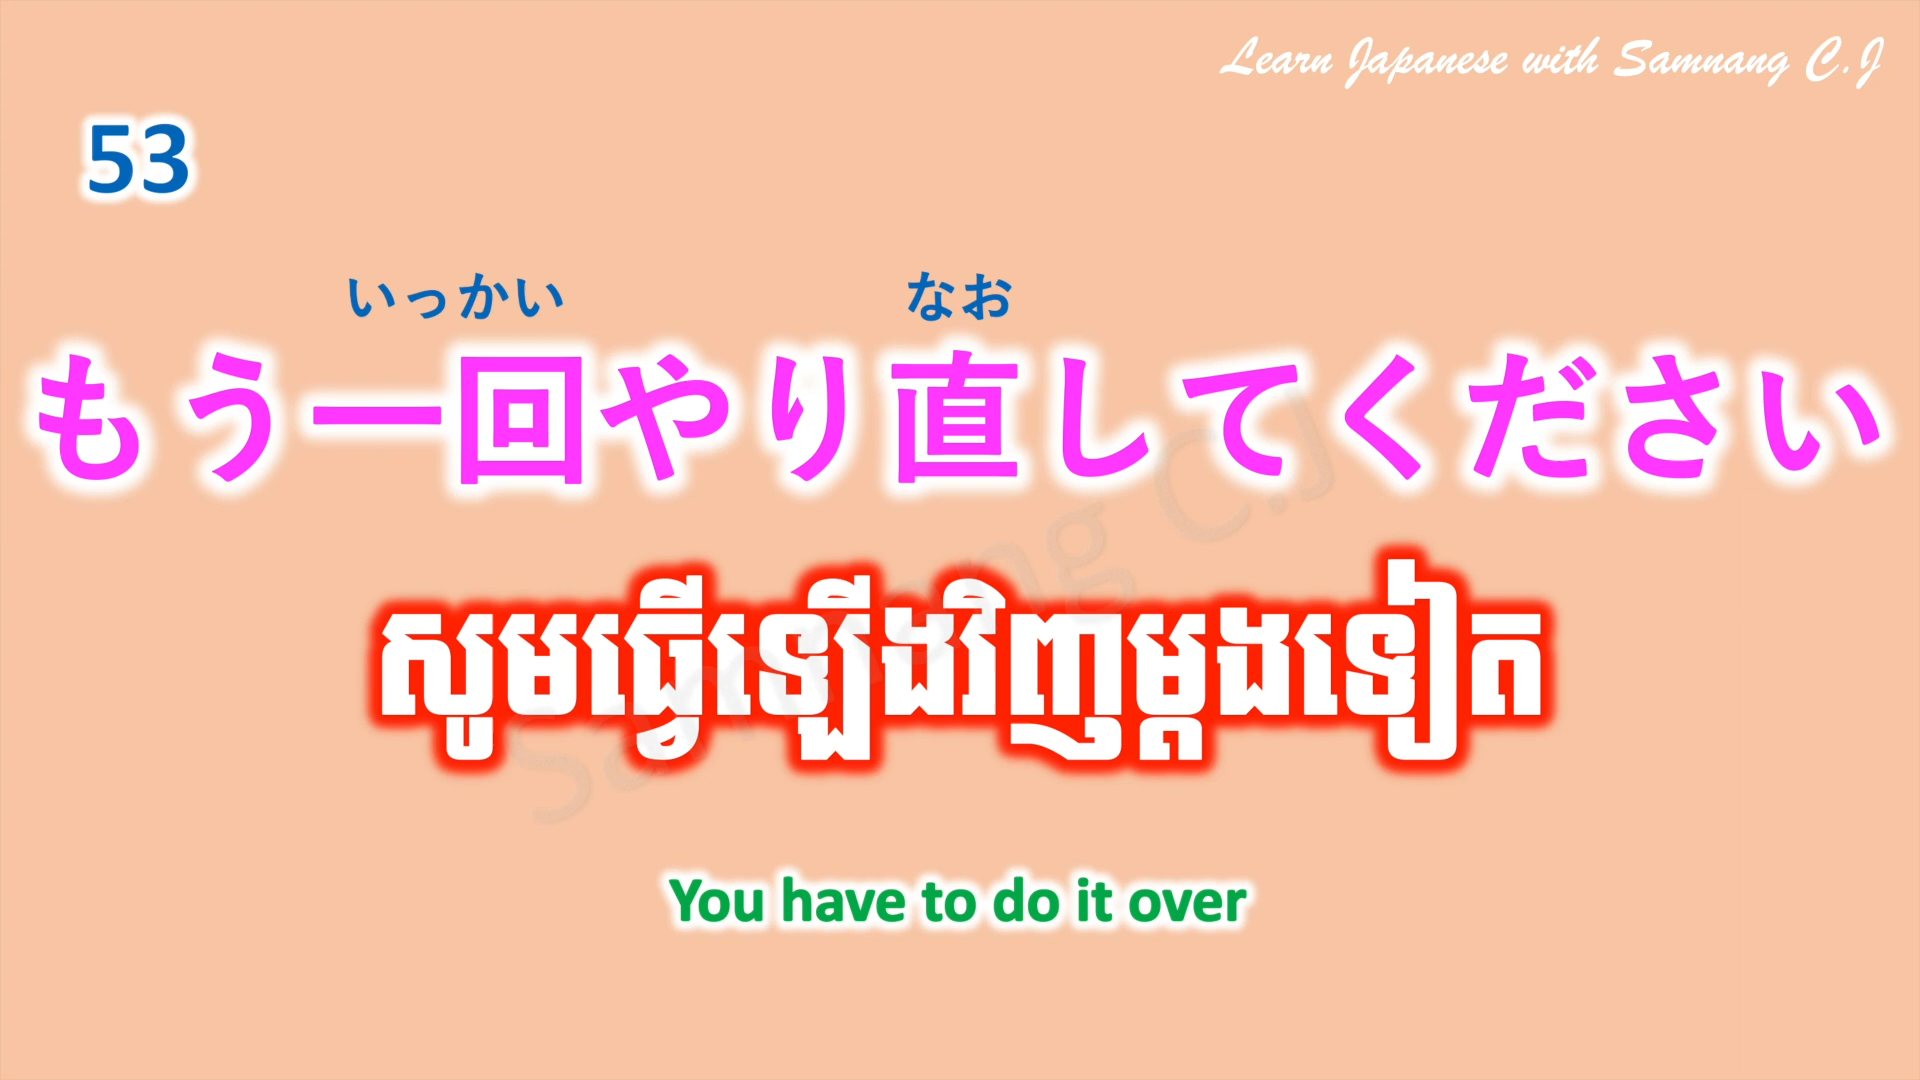 Learn Japanese with Samnang C.J
53
いっかい なお
もう一回やり直してください
សូមធ្វើឡើងវិញម្ដងទៀត
You have to do it over
Samnang C.J